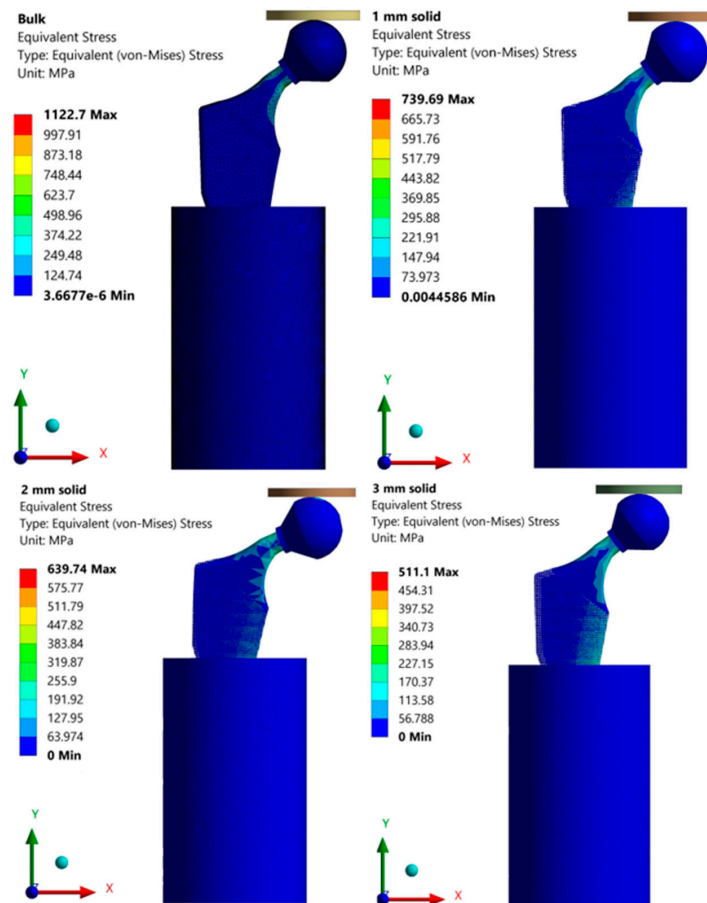 Bulk
Equivalent Stress
Type: Equivalent (von-Mises) Stress
Unit: MPa
1122.7 Max
997.91
873.18
748.44
623.7
498.96
374.22
249.48
124.74
3.6677e-6 Min
Y
X
1 mm solid
Equivalent Stress
Type: Equivalent (von-Mises) Stress
Unit: MPa
739.69 Max
665.73
591.76
517.79
443.82
369.85
295.88
221.91
147.94
73.973
0.0044586 Min
Y
X
2 mm solid
Equivalent Stress
Type: Equivalent (von-Mises) Stress
Unit: MPa
639.74 Max
575.77
511.79
447.82
383.84
319.87
255.9
191.92
127.95
63.974
0 Min
Y
X
3 mm solid
Equivalent Stress
Type: Equivalent (von-Mises) Stress
Unit: MPa
511.1 Max
454.31
397.52
340.73
283.94
227.15
170.37
113.58
56.788
0 Min
Y
X